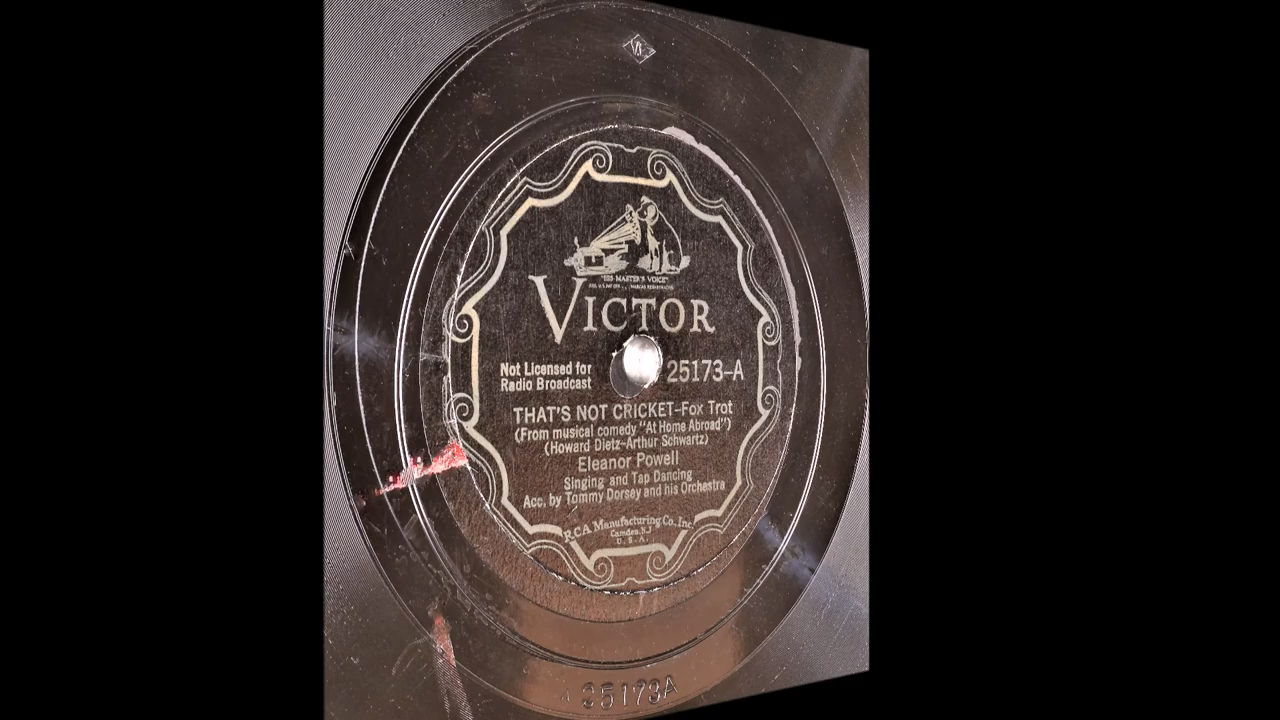 "HIS MASTER'S VOICE"
VICTOR
Not Licensed for
Radio Broadcast
25173-A
THAT'S NOT CRICKET-Fox Trot
(From musical comedy "At Home Abroad")
(Howard Dietz-Arthur Schwartz)
Eleanor Powell
Singing and Tap Dancing
Acc. by Tommy Dorsey and his Orchestra
RCA Manufacturing Co., Inc.
Camden, N.J.
U. S. A.
25173A